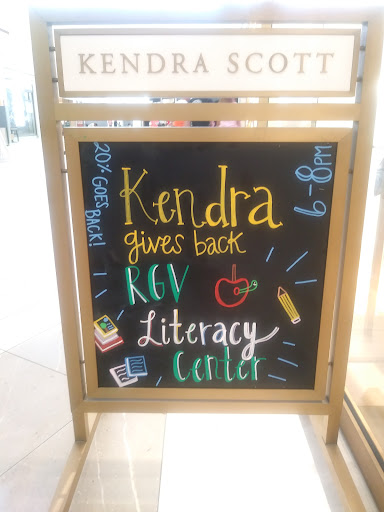 KENDRA SCOTT
20% GOES
BACK!
6-8PM
Kendra
gives back
RGV
Literacy
Center